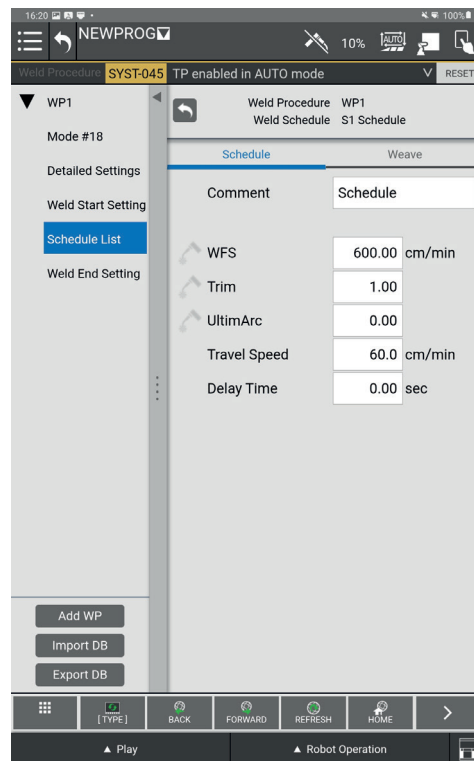 16:20
100%
NEWPROG
10%
AUTO
Weld Procedure SYST-045 TP enabled in AUTO mode
RESET
WP1
Mode #18
Detailed Settings
Weld Start Setting
Schedule List
Weld End Setting
Add WP
Import DB
Export DB
Weld Procedure WP1
Weld Schedule S1 Schedule
Schedule Weave
Comment Schedule
WFS 600.00 cm/min
Trim 1.00
UltimArc 0.00
Travel Speed 60.0 cm/min
Delay Time 0.00 sec
[TYPE] BACK FORWARD REFRESH HOME
Play Robot Operation